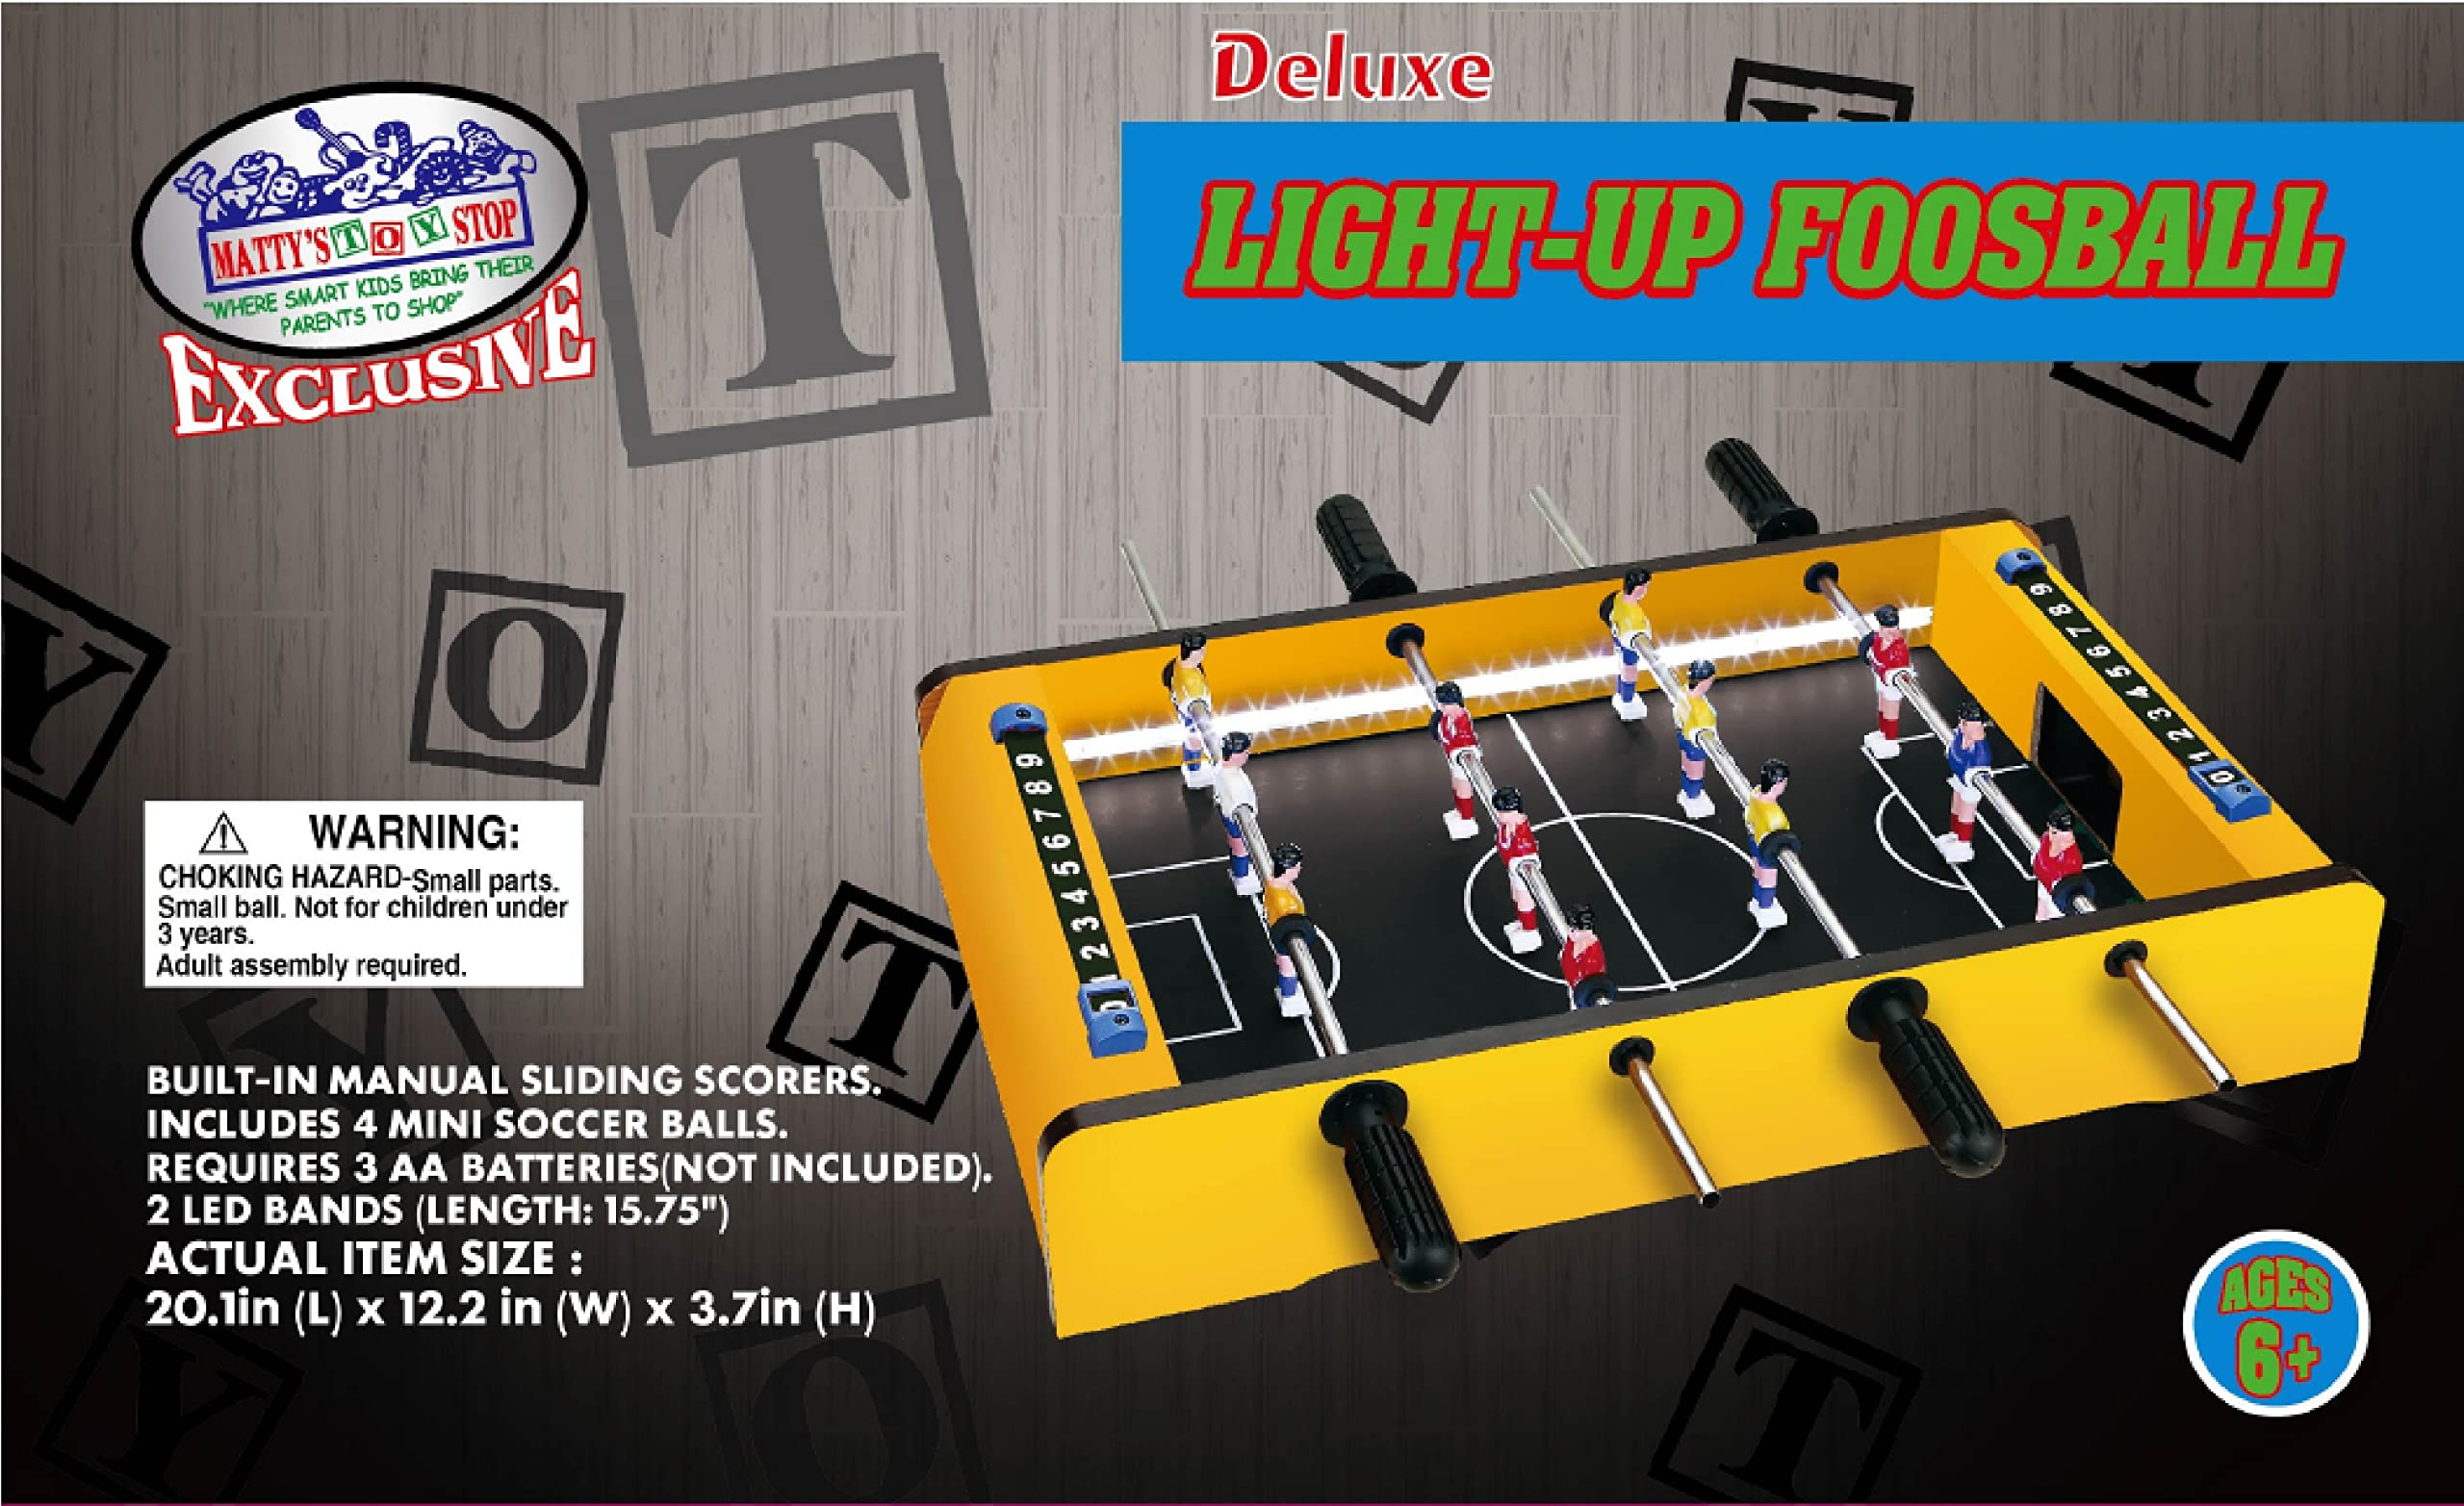 Deluxe
LIGHT-UP FOOSBALL
MATTY'S TOY STOP
"WHERE SMART KIDS BRING THEIR
PARENTS TO SHOP"
EXCLUSIVE
T
O
Y
T
9
8
7
6
5
4
3
2
1
0
9
8
7
6
5
4
3
2
1
0
WARNING:
CHOKING HAZARD-Small parts.
Small ball. Not for children under
3 years.
Adult assembly required.
BUILT-IN MANUAL SLIDING SCORERS.
INCLUDES 4 MINI SOCCER BALLS.
REQUIRES 3 AA BATTERIES(NOT INCLUDED).
2 LED BANDS (LENGTH: 15.75")
ACTUAL ITEM SIZE :
20.1in (L) x 12.2 in (W) x 3.7in (H)
Y
O
T
AGES
6+